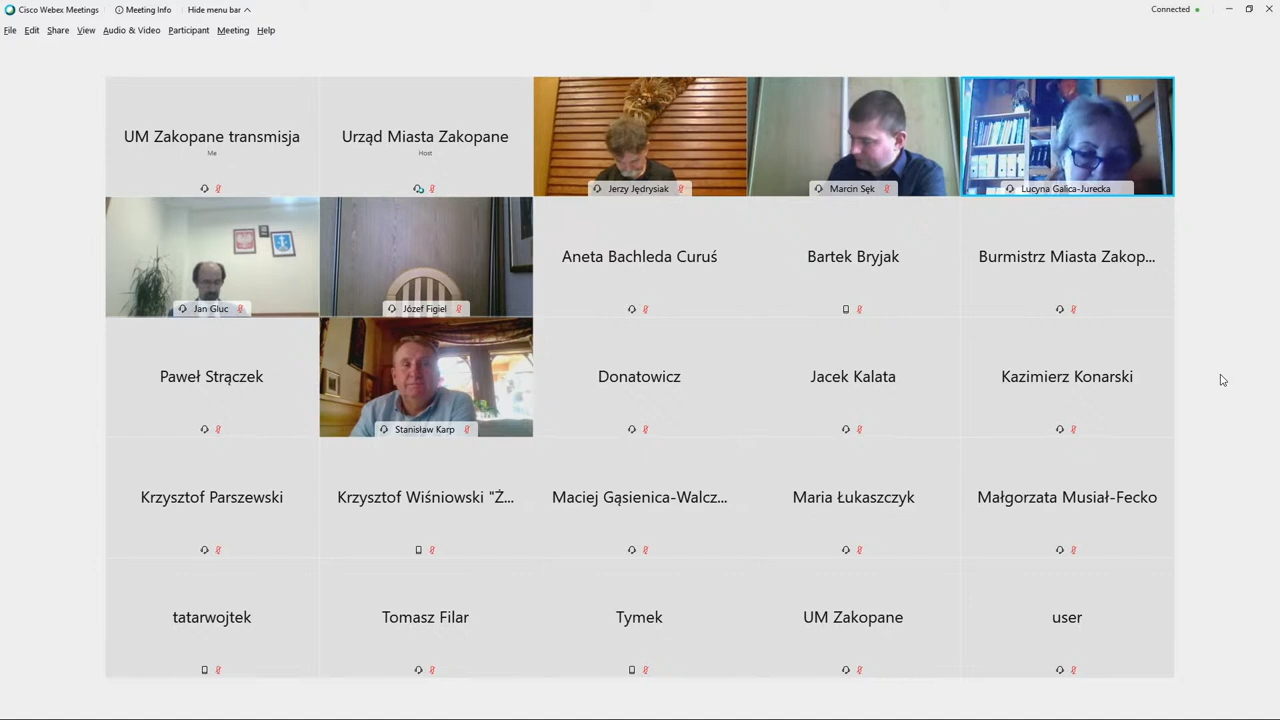 Cisco Webex Meetings
Meeting Info
Hide menu bar
Connected
File Edit Share View Audio & Video Participant Meeting Help
UM Zakopane transmisja
Me
Urząd Miasta Zakopane
Host
Jerzy Jędrysiak
Marcin Sęk
Lucyna Galica-Jurecka
Jan Gluc
Józef Figiel
Aneta Bachleda Curuś
Bartek Bryjak
Burmistrz Miasta Zakop...
Paweł Strączek
Stanisław Karp
Donatowicz
Jacek Kalata
Kazimierz Konarski
Krzysztof Parszewski
Krzysztof Wiśniowski "Ż...
Maciej Gąsienica-Walcz...
Maria Łukaszczyk
Małgorzata Musiał-Fecko
tatarwojtek
Tomasz Filar
Tymek
UM Zakopane
user